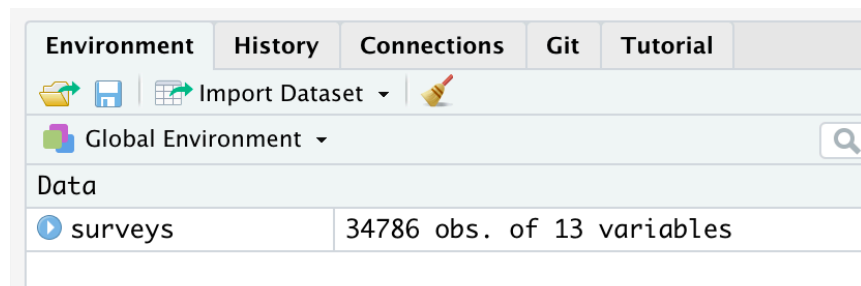 Environment History Connections Git Tutorial
Import Dataset
Global Environment
Data
surveys 34786 obs. of 13 variables